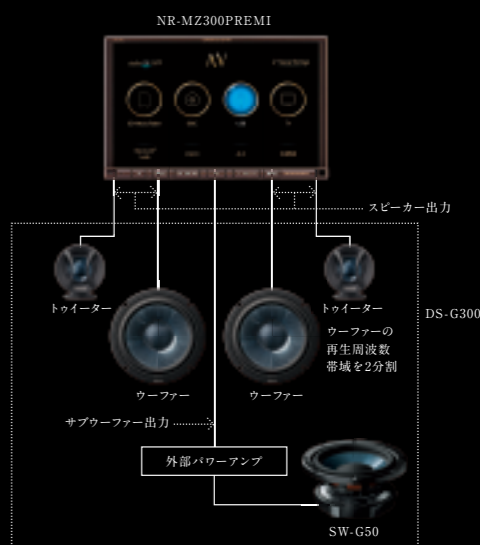 NR-MZ300PREMI
スピーカー出力
トゥイーター
トゥイーター
DS-G300
ウーファーの
再生周波数
帯域を2分割
ウーファー
ウーファー
サブウーファー出力
外部パワーアンプ
SW-G50